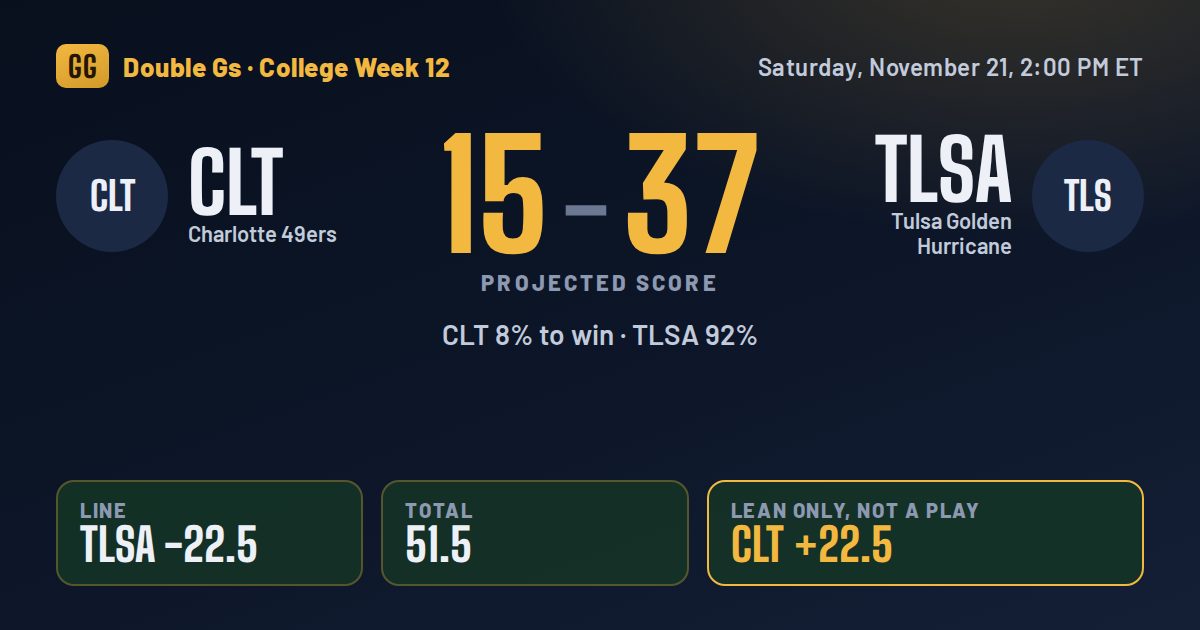 GG
Double Gs · College Week 12
Saturday, November 21, 2:00 PM ET
CLT
CLT
Charlotte 49ers
15 – 37
PROJECTED SCORE
CLT 8% to win · TLSA 92%
TLSA
Tulsa Golden
Hurricane
TLS
LINE
TLSA −22.5
TOTAL
51.5
LEAN ONLY, NOT A PLAY
CLT +22.5